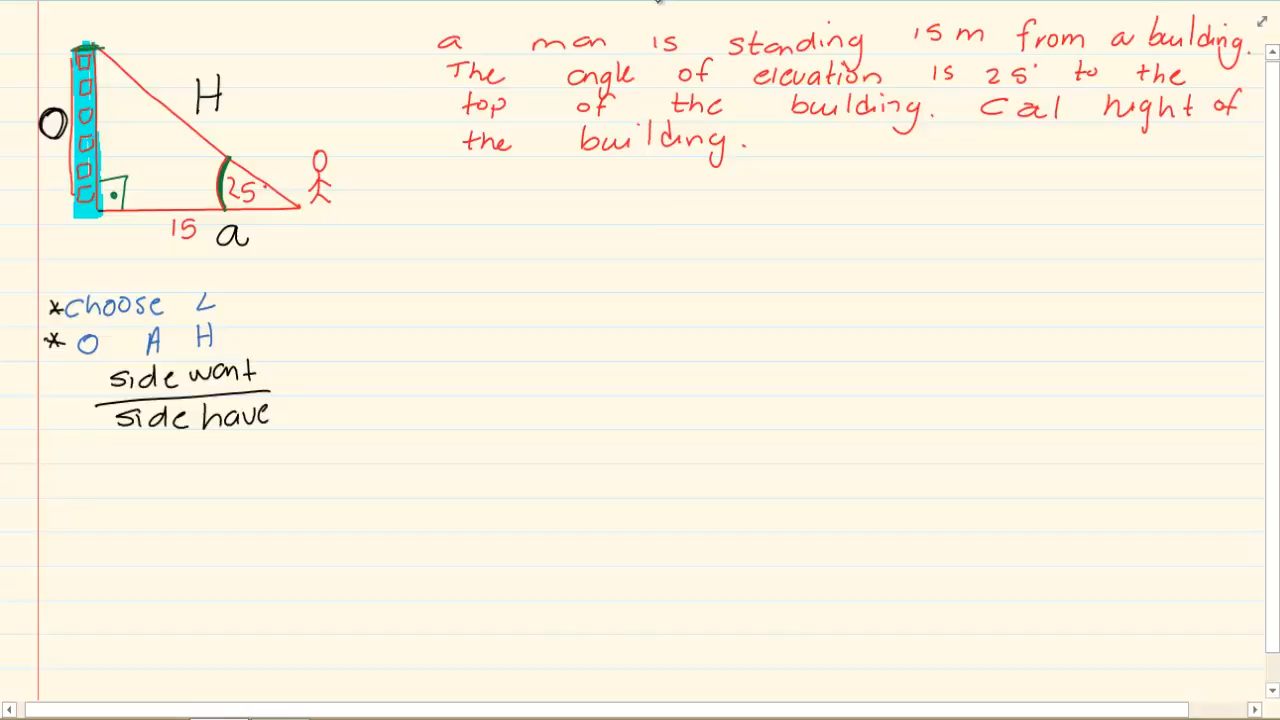 a man is standing 15 m from a building.
The angle of elevation is 25° to the
top of the building. Cal hight of
the building.
H
O
25°
15
a
*choose ∠
* O A H
side want
side have